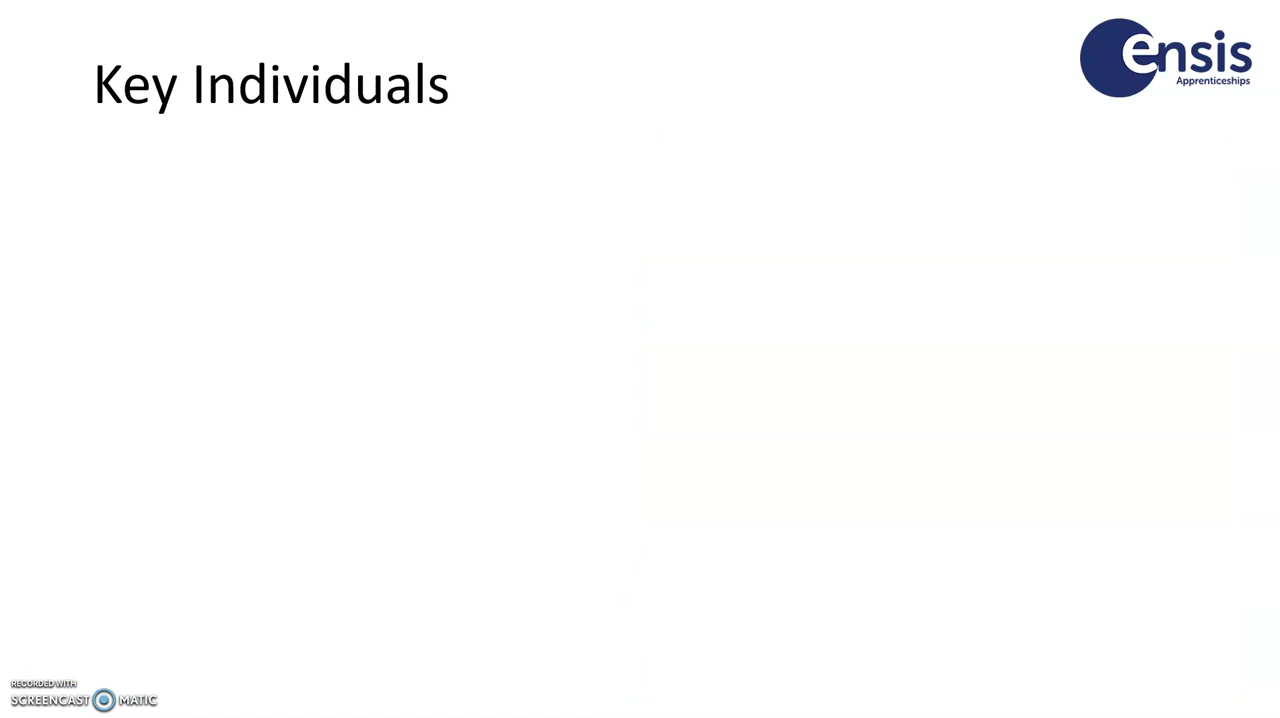 Key Individuals
ensis
Apprenticeships
RECORDED WITH
SCREENCAST MATIC